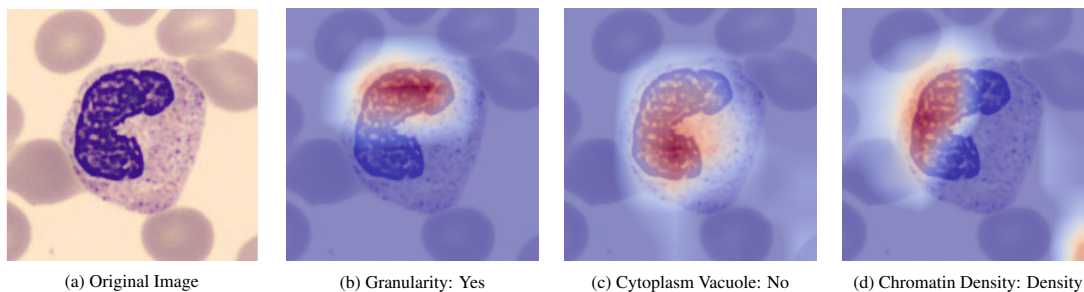 (a) Original Image
(b) Granularity: Yes
(c) Cytoplasm Vacuole: No
(d) Chromatin Density: Density